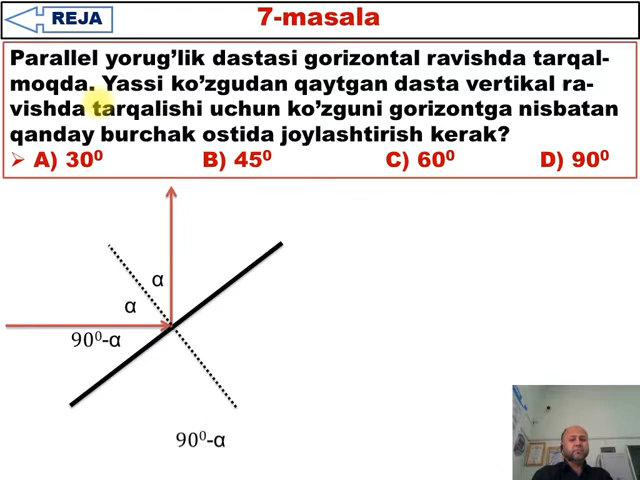 REJA
7-masala
Parallel yorug’lik dastasi gorizontal ravishda tarqal-
moqda. Yassi ko’zgudan qaytgan dasta vertikal ra-
vishda tarqalishi uchun ko’zguni gorizontga nisbatan
qanday burchak ostida joylashtirish kerak?
➢ A) 30⁰ B) 45⁰ C) 60⁰ D) 90⁰
α
α
90⁰-α
90⁰-α